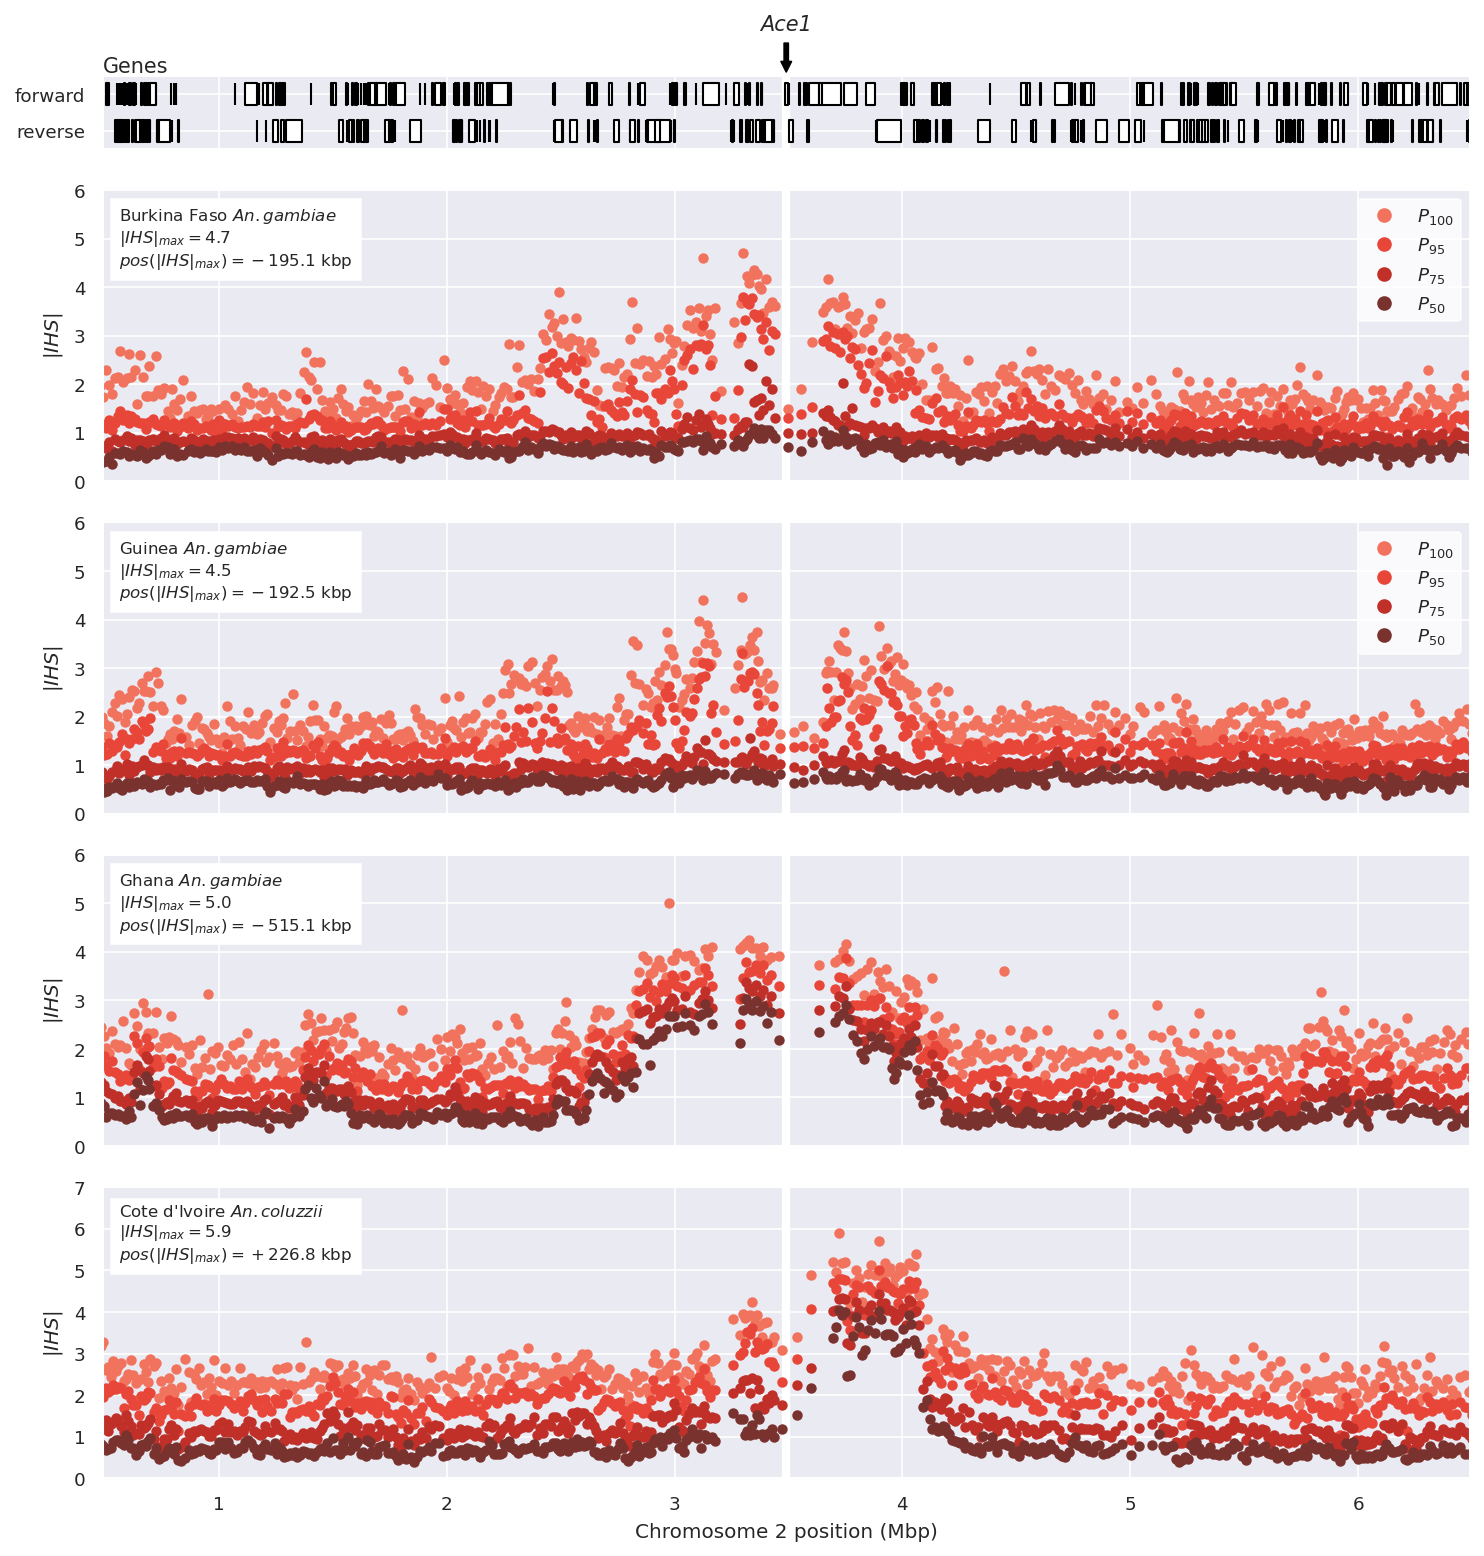 Ace1
Genes
forward
reverse
6
5
4
3
2
1
0
|IHS|
Burkina Faso An.gambiae
|IHS|max = 4.7
pos(|IHS|max) = −195.1 kbp
P100
P95
P75
P50
6
5
4
3
2
1
0
|IHS|
Guinea An.gambiae
|IHS|max = 4.5
pos(|IHS|max) = −192.5 kbp
P100
P95
P75
P50
6
5
4
3
2
1
0
|IHS|
Ghana An.gambiae
|IHS|max = 5.0
pos(|IHS|max) = −515.1 kbp
7
6
5
4
3
2
1
0
|IHS|
Cote d'Ivoire An.coluzzii
|IHS|max = 5.9
pos(|IHS|max) = +226.8 kbp
1 2 3 4 5 6
Chromosome 2 position (Mbp)